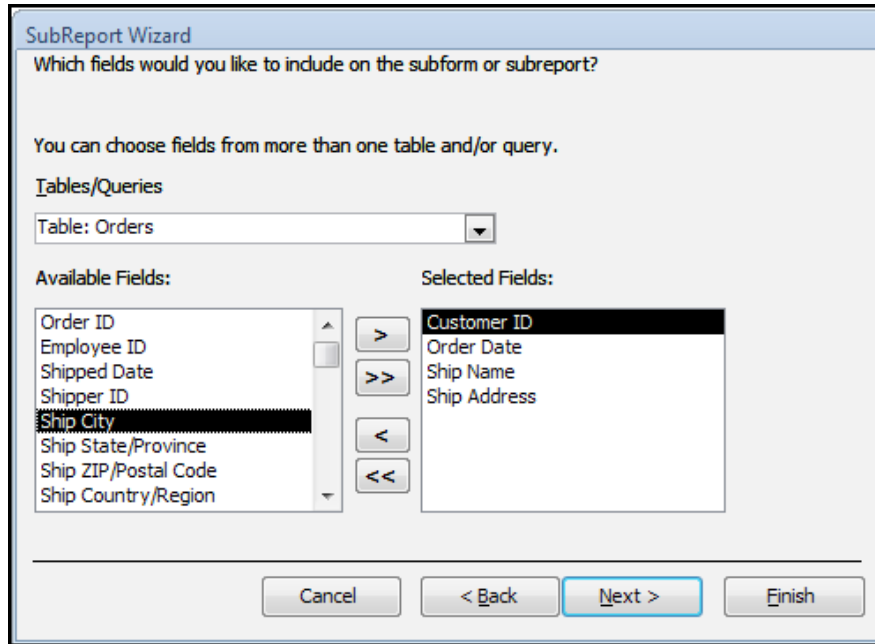 SubReport Wizard
Which fields would you like to include on the subform or subreport?
You can choose fields from more than one table and/or query.
Tables/Queries
Table: Orders
Available Fields:
Order ID
Employee ID
Shipped Date
Shipper ID
Ship City
Ship State/Province
Ship ZIP/Postal Code
Ship Country/Region
>
>>
<
<<
Selected Fields:
Customer ID
Order Date
Ship Name
Ship Address
Cancel
< Back
Next >
Finish